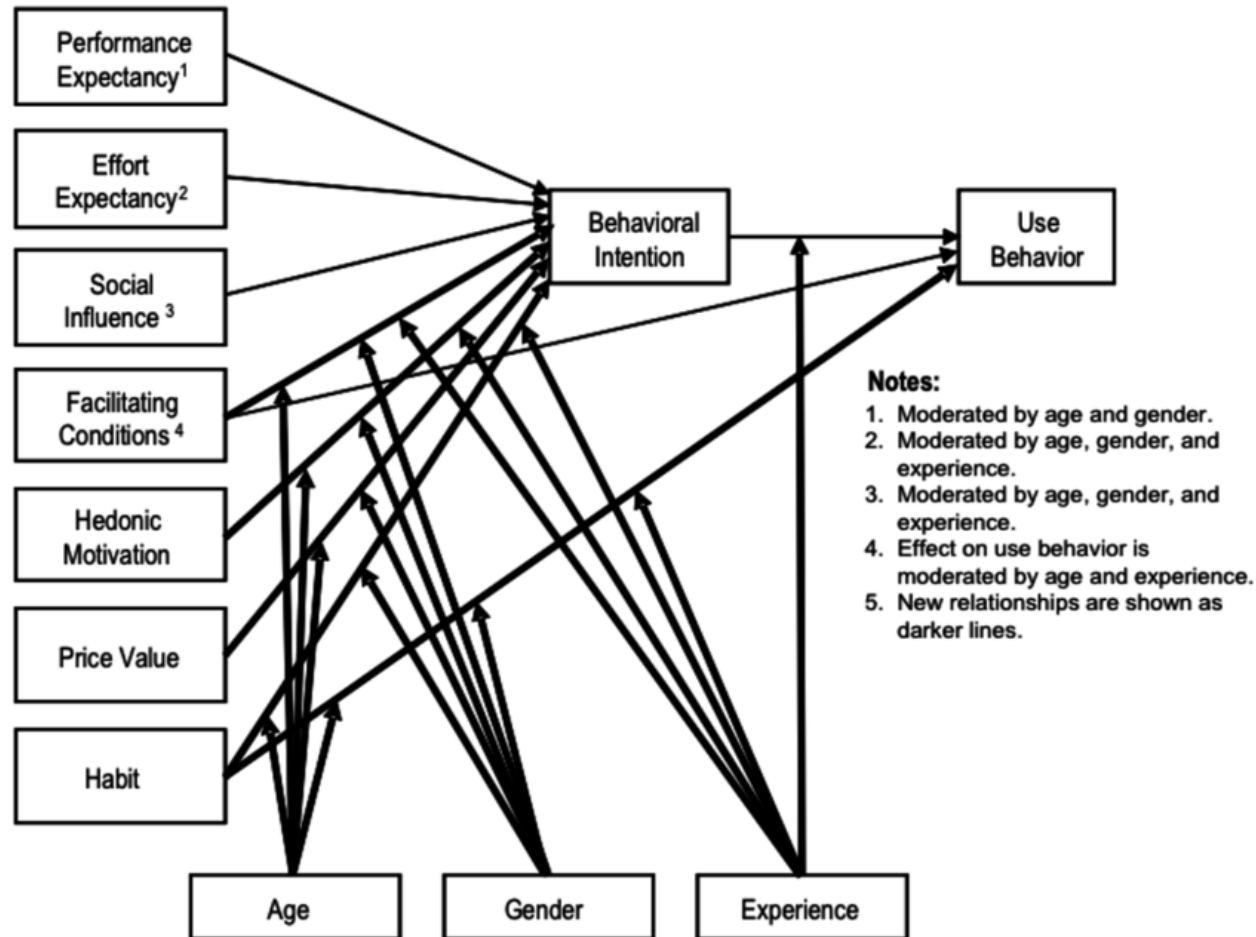 Performance
Expectancy¹
Effort
Expectancy²
Social
Influence ³
Facilitating
Conditions ⁴
Hedonic
Motivation
Price Value
Habit
Behavioral
Intention
Use
Behavior
Notes:
1. Moderated by age and gender.
2. Moderated by age, gender, and
experience.
3. Moderated by age, gender, and
experience.
4. Effect on use behavior is
moderated by age and experience.
5. New relationships are shown as
darker lines.
Age
Gender
Experience